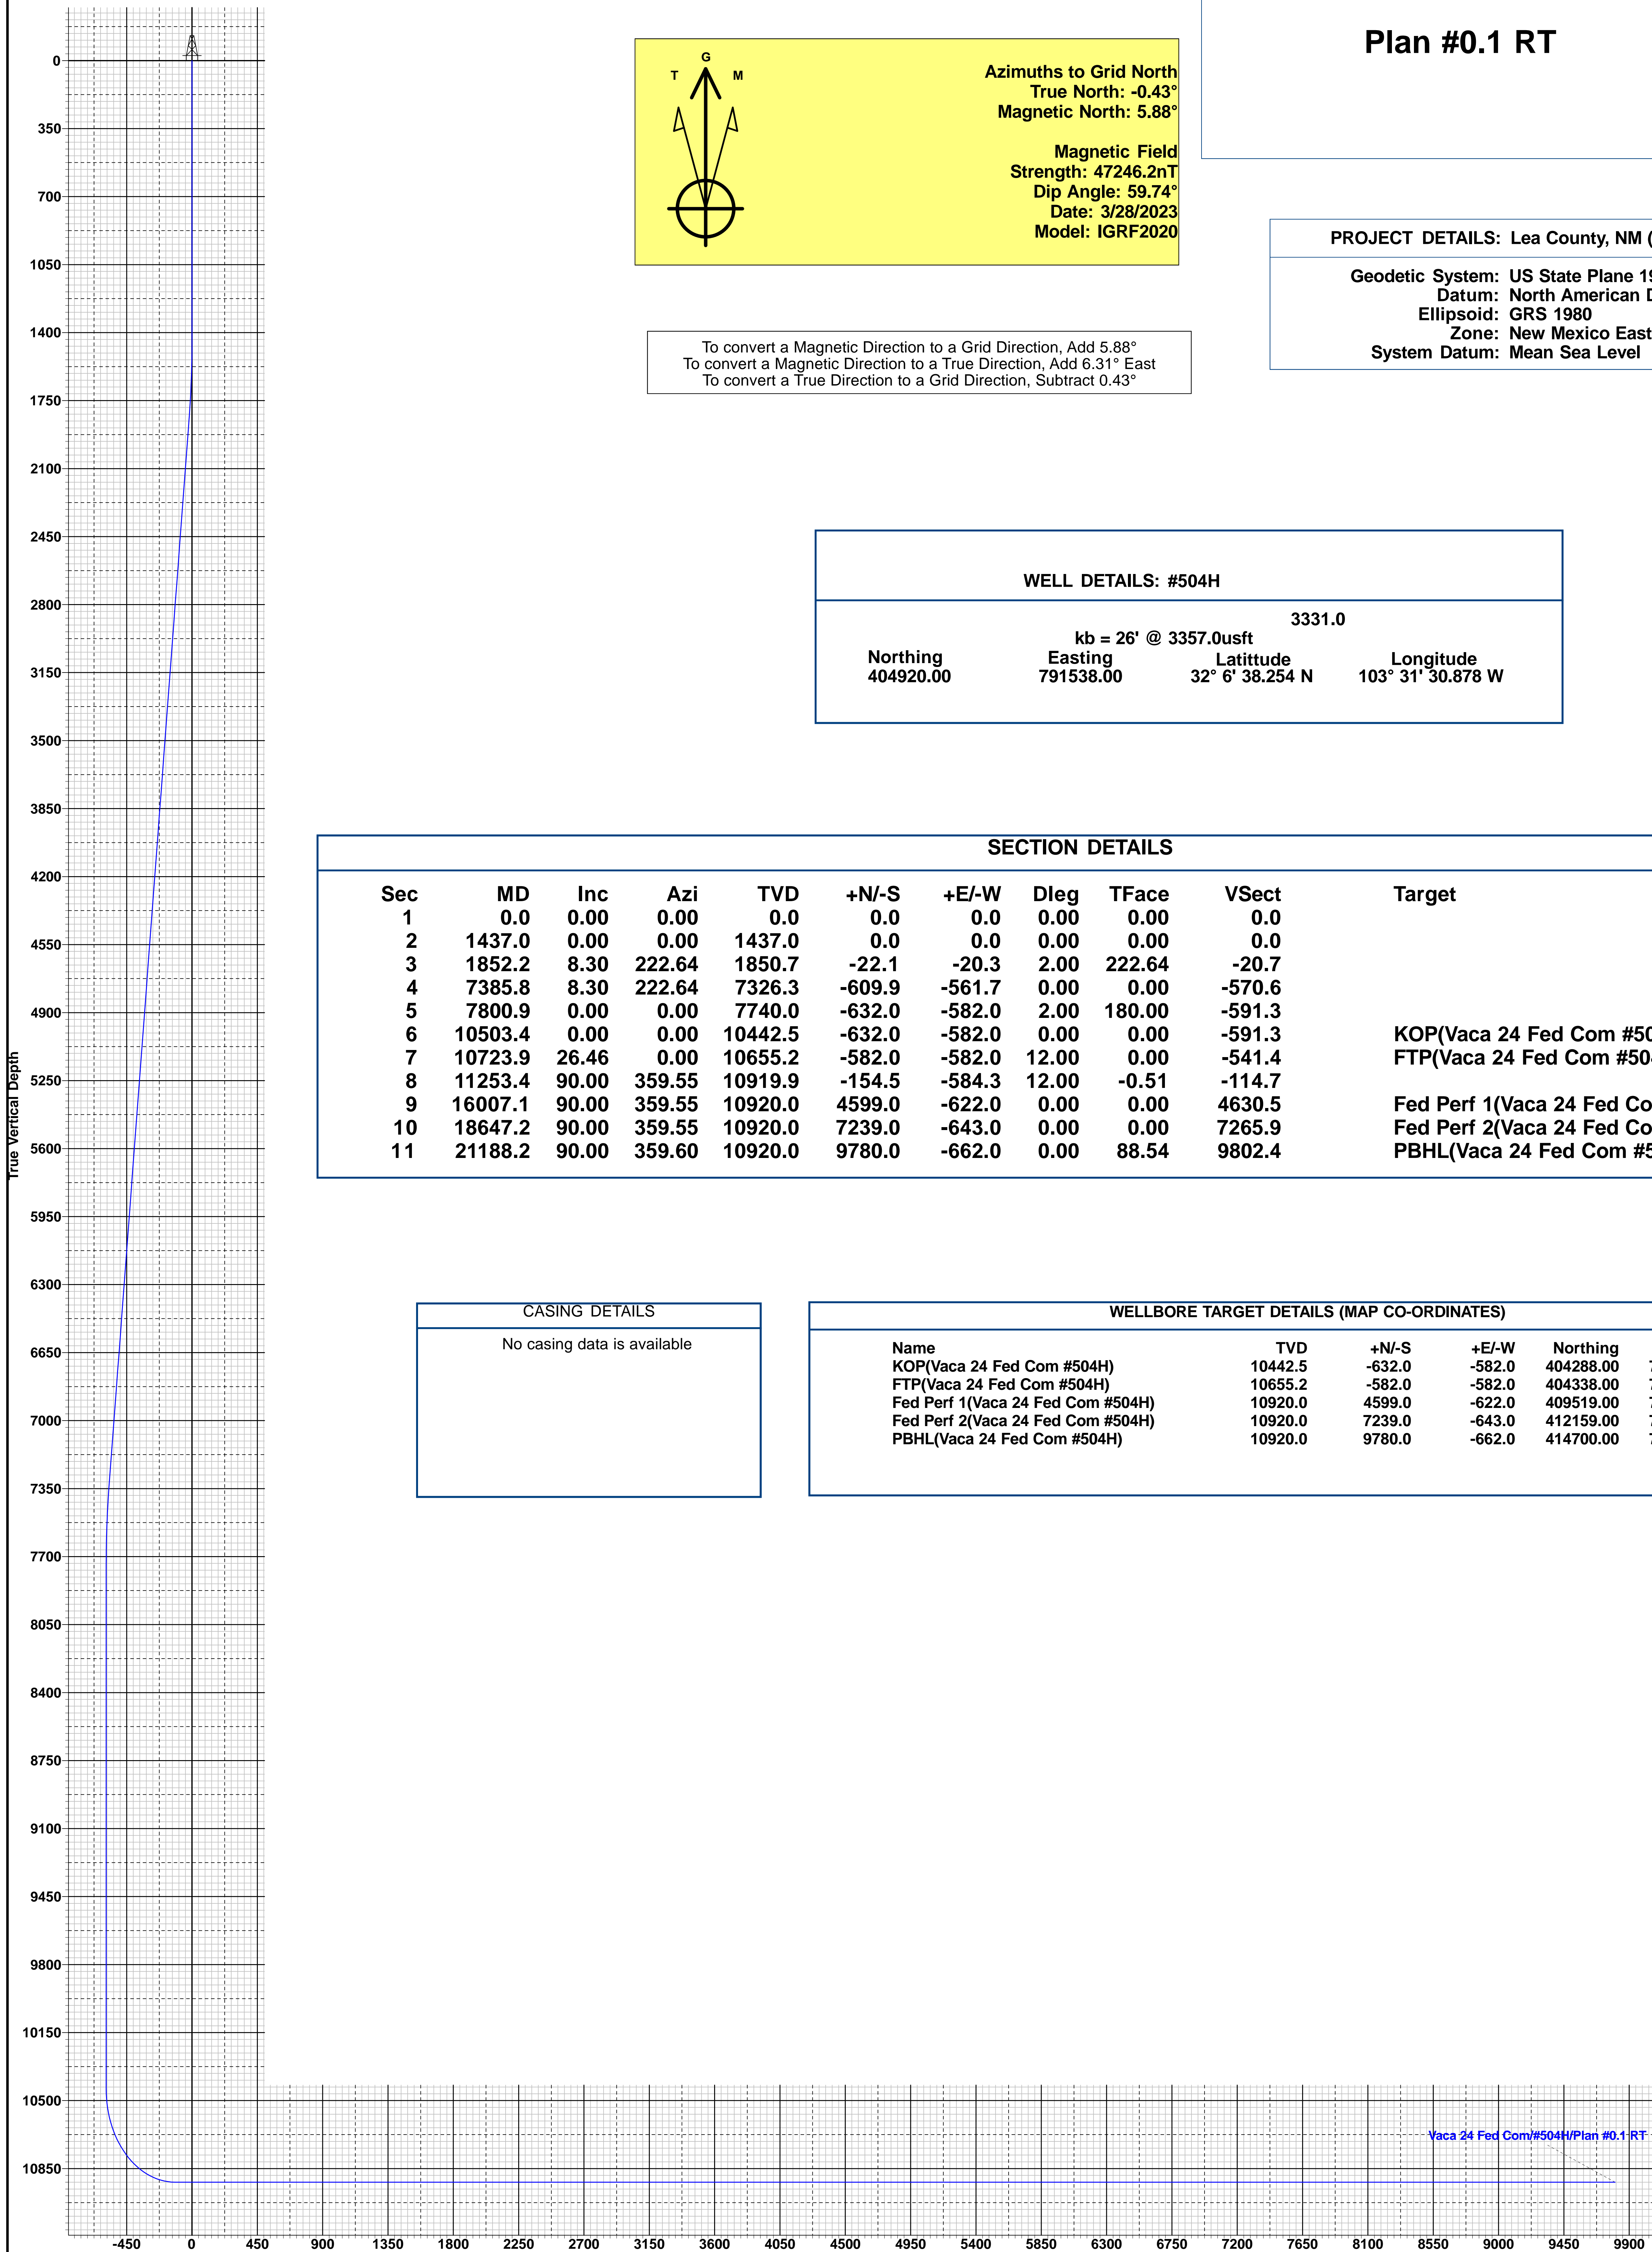 Plan #0.1 RT
T G M
Azimuths to Grid North
True North: -0.43°
Magnetic North: 5.88°
Magnetic Field
Strength: 47246.2nT
Dip Angle: 59.74°
Date: 3/28/2023
Model: IGRF2020
PROJECT DETAILS: Lea County, NM (
Geodetic System: US State Plane 19
Datum: North American D
Ellipsoid: GRS 1980
Zone: New Mexico East
System Datum: Mean Sea Level
To convert a Magnetic Direction to a Grid Direction, Add 5.88°
To convert a Magnetic Direction to a True Direction, Add 6.31° East
To convert a True Direction to a Grid Direction, Subtract 0.43°
WELL DETAILS: #504H
3331.0
kb = 26' @ 3357.0usft
Northing Easting Latittude Longitude
404920.00 791538.00 32° 6' 38.254 N 103° 31' 30.878 W
SECTION DETAILS
Sec MD Inc Azi TVD +N/-S +E/-W Dleg TFace VSect Target
1 0.0 0.00 0.00 0.0 0.0 0.0 0.00 0.00 0.0
2 1437.0 0.00 0.00 1437.0 0.0 0.0 0.00 0.00 0.0
3 1852.2 8.30 222.64 1850.7 -22.1 -20.3 2.00 222.64 -20.7
4 7385.8 8.30 222.64 7326.3 -609.9 -561.7 0.00 0.00 -570.6
5 7800.9 0.00 0.00 7740.0 -632.0 -582.0 2.00 180.00 -591.3
6 10503.4 0.00 0.00 10442.5 -632.0 -582.0 0.00 0.00 -591.3 KOP(Vaca 24 Fed Com #50
7 10723.9 26.46 0.00 10655.2 -582.0 -582.0 12.00 0.00 -541.4 FTP(Vaca 24 Fed Com #504
8 11253.4 90.00 359.55 10919.9 -154.5 -584.3 12.00 -0.51 -114.7
9 16007.1 90.00 359.55 10920.0 4599.0 -622.0 0.00 0.00 4630.5 Fed Perf 1(Vaca 24 Fed Co
10 18647.2 90.00 359.55 10920.0 7239.0 -643.0 0.00 0.00 7265.9 Fed Perf 2(Vaca 24 Fed Co
11 21188.2 90.00 359.60 10920.0 9780.0 -662.0 0.00 88.54 9802.4 PBHL(Vaca 24 Fed Com #5
CASING DETAILS
No casing data is available
WELLBORE TARGET DETAILS (MAP CO-ORDINATES)
Name TVD +N/-S +E/-W Northing
KOP(Vaca 24 Fed Com #504H) 10442.5 -632.0 -582.0 404288.00
FTP(Vaca 24 Fed Com #504H) 10655.2 -582.0 -582.0 404338.00
Fed Perf 1(Vaca 24 Fed Com #504H) 10920.0 4599.0 -622.0 409519.00
Fed Perf 2(Vaca 24 Fed Com #504H) 10920.0 7239.0 -643.0 412159.00
PBHL(Vaca 24 Fed Com #504H) 10920.0 9780.0 -662.0 414700.00
True Vertical Depth
0
350
700
1050
1400
1750
2100
2450
2800
3150
3500
3850
4200
4550
4900
5250
5600
5950
6300
6650
7000
7350
7700
8050
8400
8750
9100
9450
9800
10150
10500
10850
Vaca 24 Fed Com/#504H/Plan #0.1 RT
-450 0 450 900 1350 1800 2250 2700 3150 3600 4050 4500 4950 5400 5850 6300 6750 7200 7650 8100 8550 9000 9450 9900